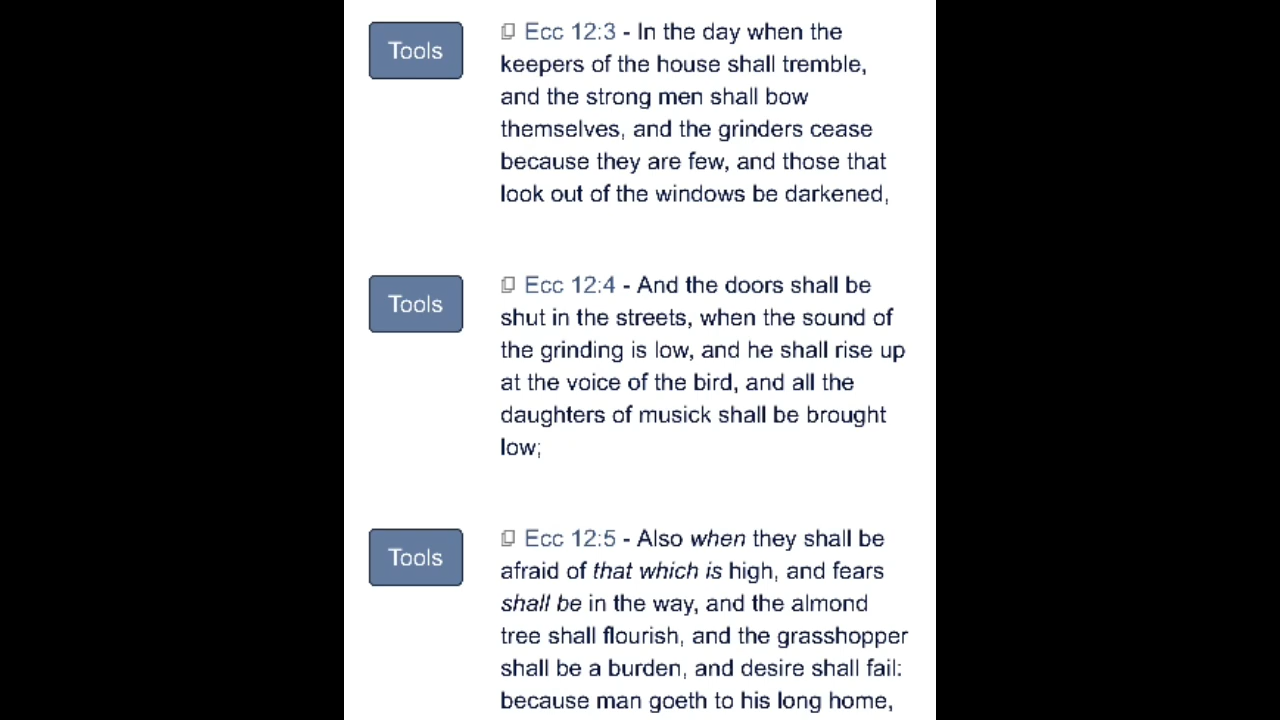 Tools
Ecc 12:3 - In the day when the
keepers of the house shall tremble,
and the strong men shall bow
themselves, and the grinders cease
because they are few, and those that
look out of the windows be darkened,
Tools
Ecc 12:4 - And the doors shall be
shut in the streets, when the sound of
the grinding is low, and he shall rise up
at the voice of the bird, and all the
daughters of musick shall be brought
low;
Tools
Ecc 12:5 - Also when they shall be
afraid of that which is high, and fears
shall be in the way, and the almond
tree shall flourish, and the grasshopper
shall be a burden, and desire shall fail:
because man goeth to his long home,